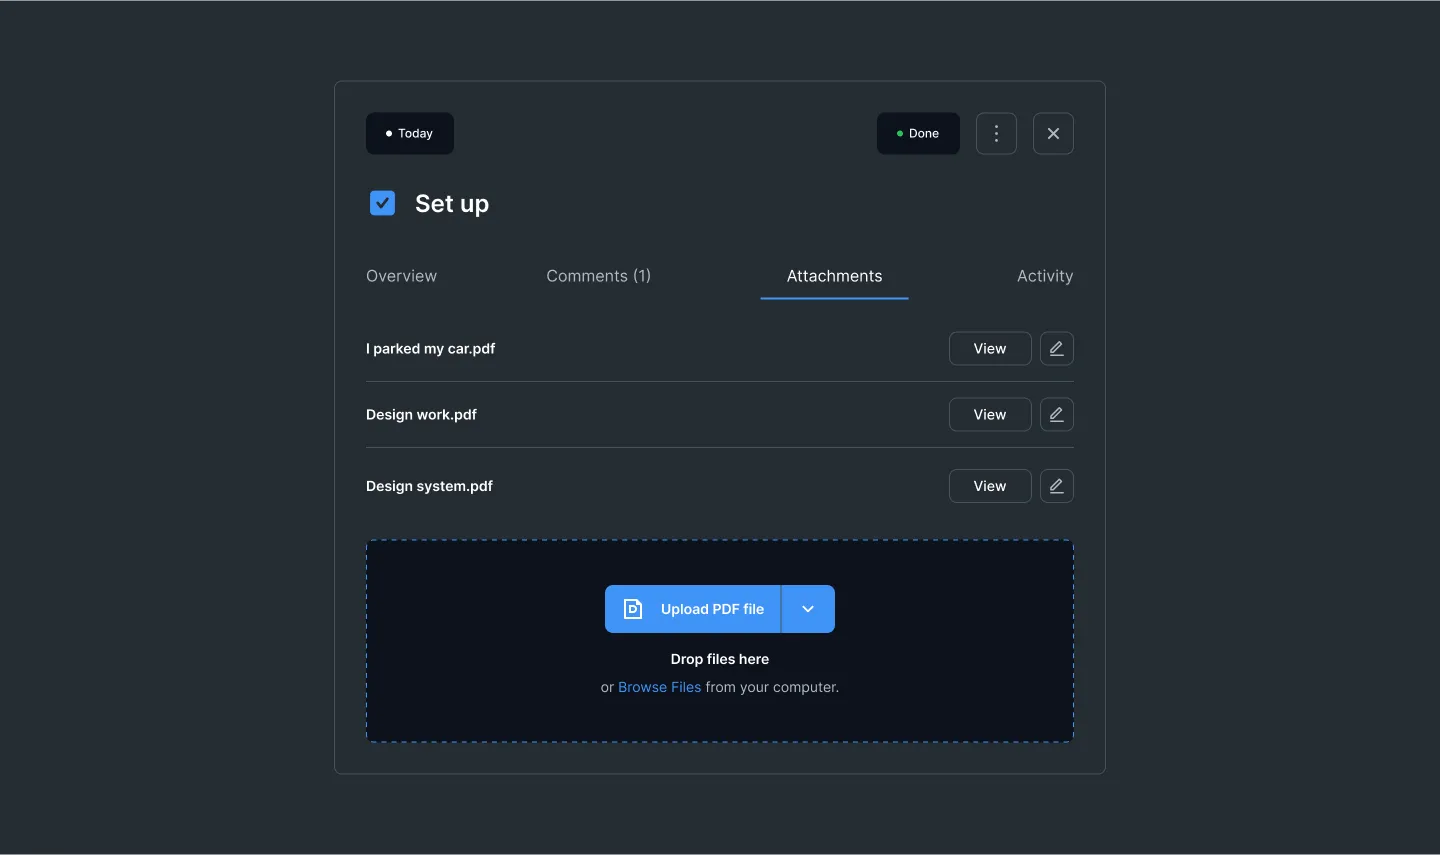 Today
Done
Set up
Overview
Comments (1)
Attachments
Activity
I parked my car.pdf
View
Design work.pdf
View
Design system.pdf
View
Upload PDF file
Drop files here
or Browse Files from your computer.